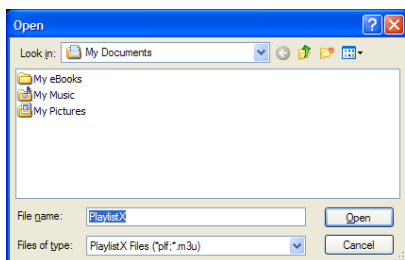 Open
Look in: My Documents
My eBooks
My Music
My Pictures
File name: PlaylistX Open
Files of type: PlaylistX Files (*plf;*.m3u) Cancel